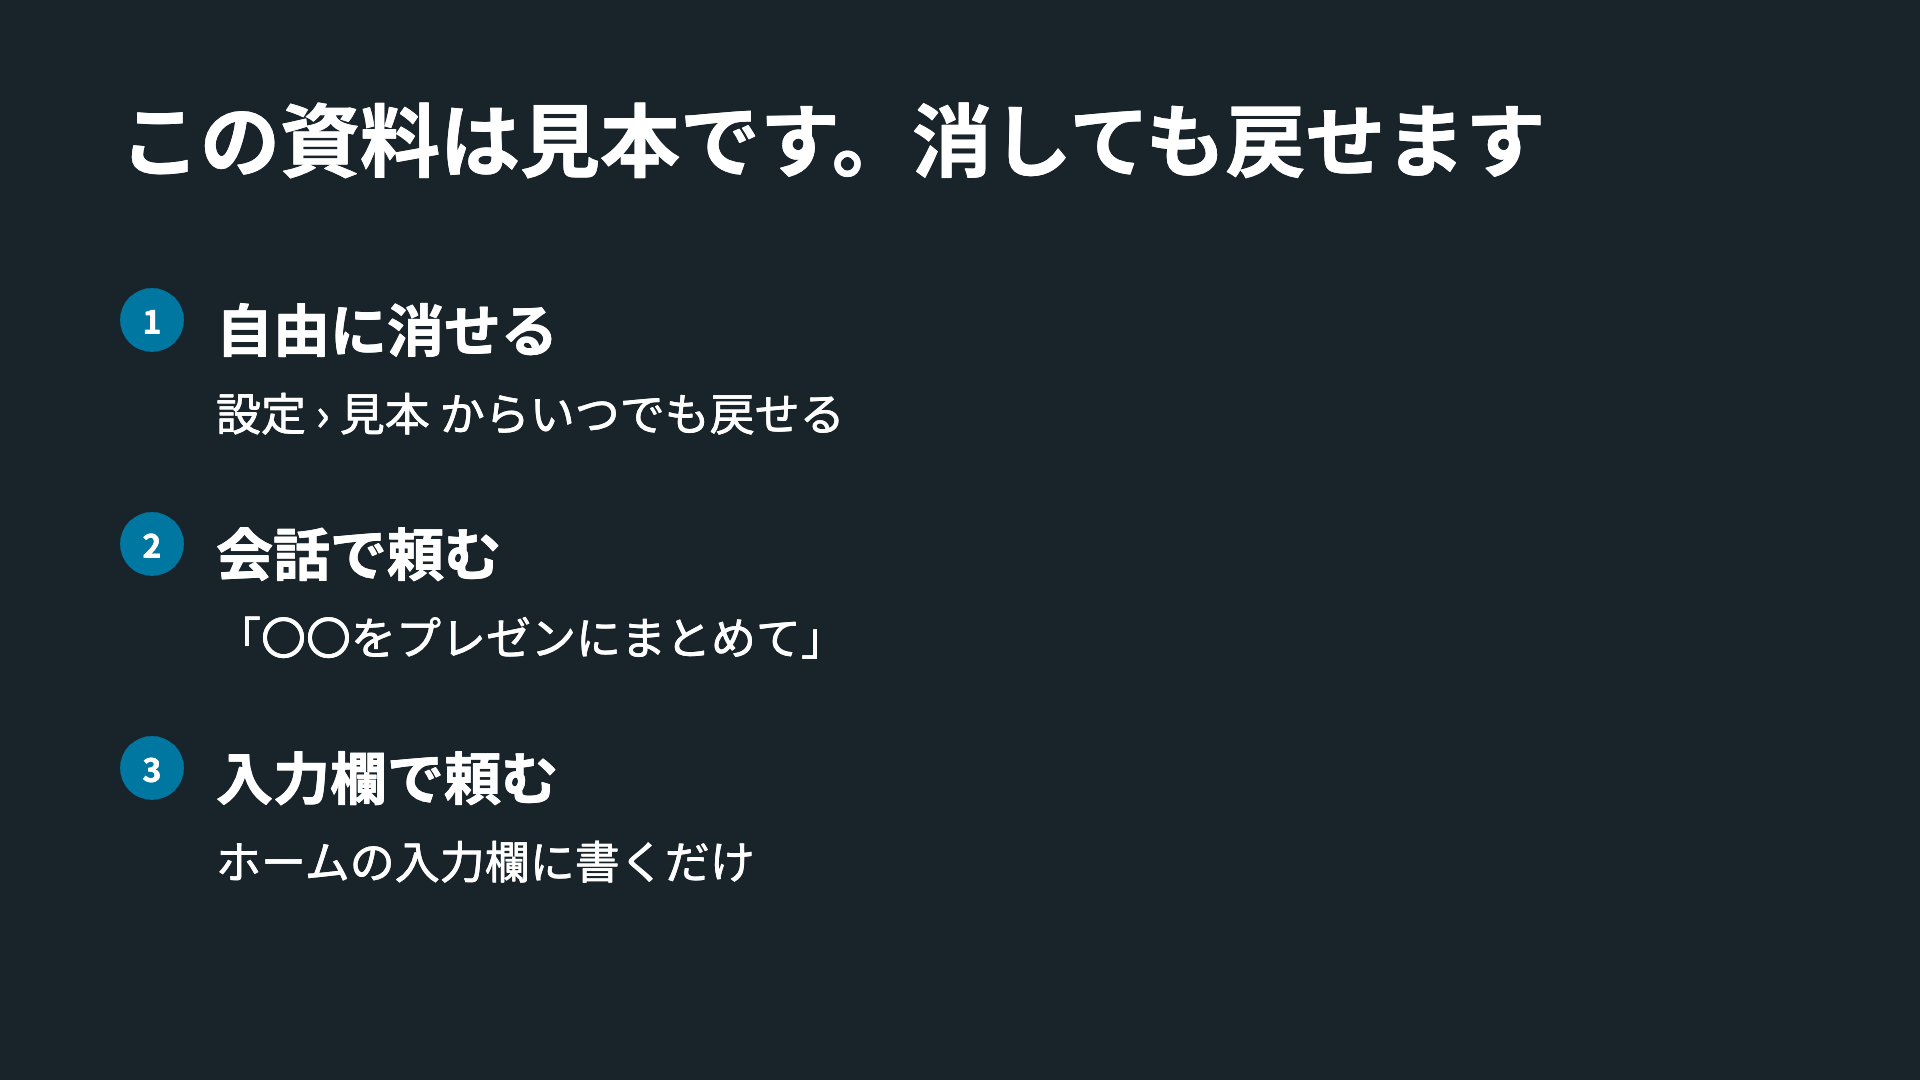 この資料は見本です。消しても戻せます
1
自由に消せる
設定 › 見本 からいつでも戻せる
2
会話で頼む
「〇〇をプレゼンにまとめて」
3
入力欄で頼む
ホームの入力欄に書くだけ